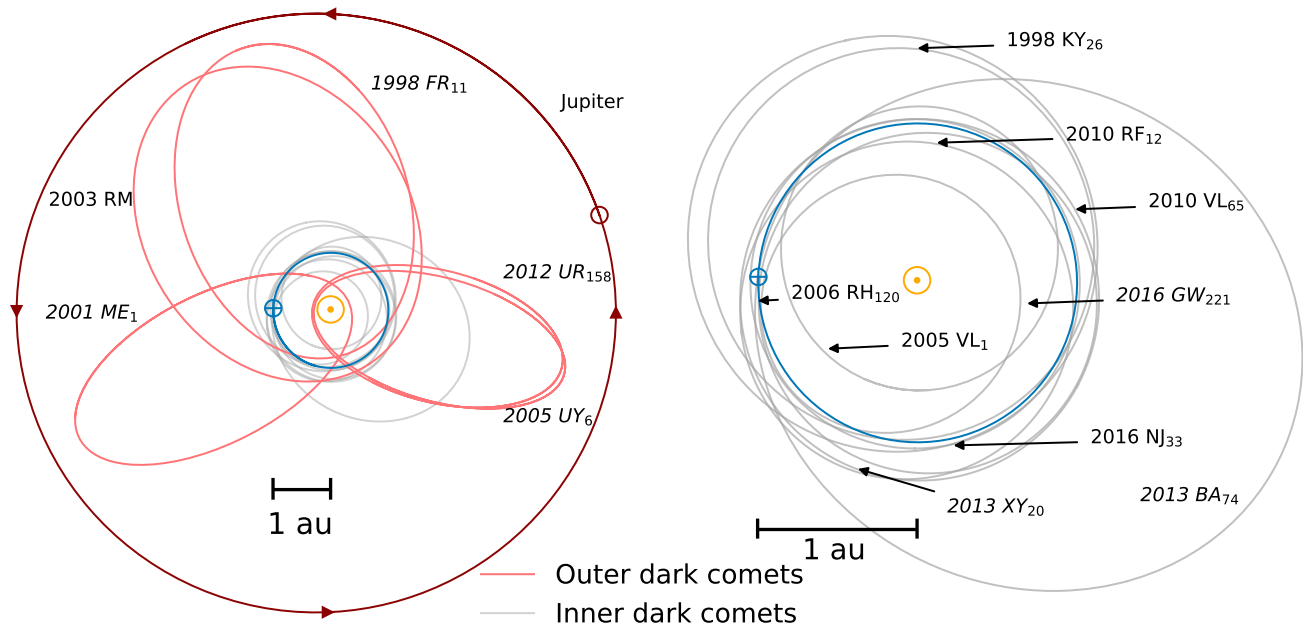 1998 FR₁₁
Jupiter
2003 RM
2012 UR₁₅₈
2001 ME₁
2005 UY₆
1 au
1998 KY₂₆
2010 RF₁₂
2010 VL₆₅
2006 RH₁₂₀
2016 GW₂₂₁
2005 VL₁
2016 NJ₃₃
2013 XY₂₀
2013 BA₇₄
1 au
Outer dark comets
Inner dark comets